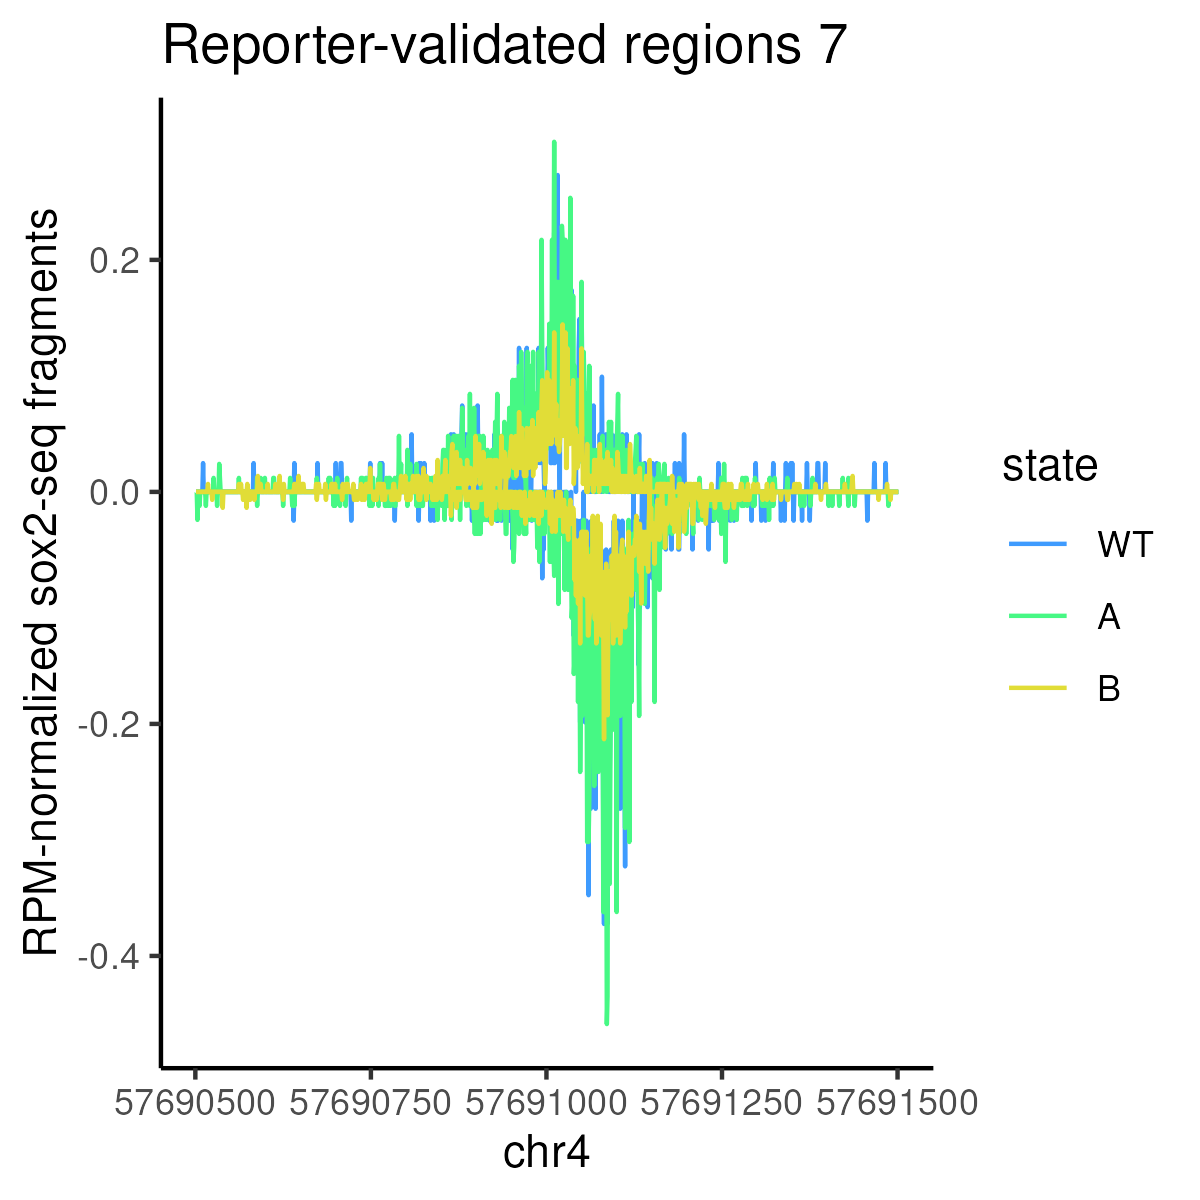 Reporter-validated regions 7
RPM-normalized sox2-seq fragments
0.2
0.0
-0.2
-0.4
57690500 57690750 57691000 57691250 57691500
chr4
state
WT
A
B